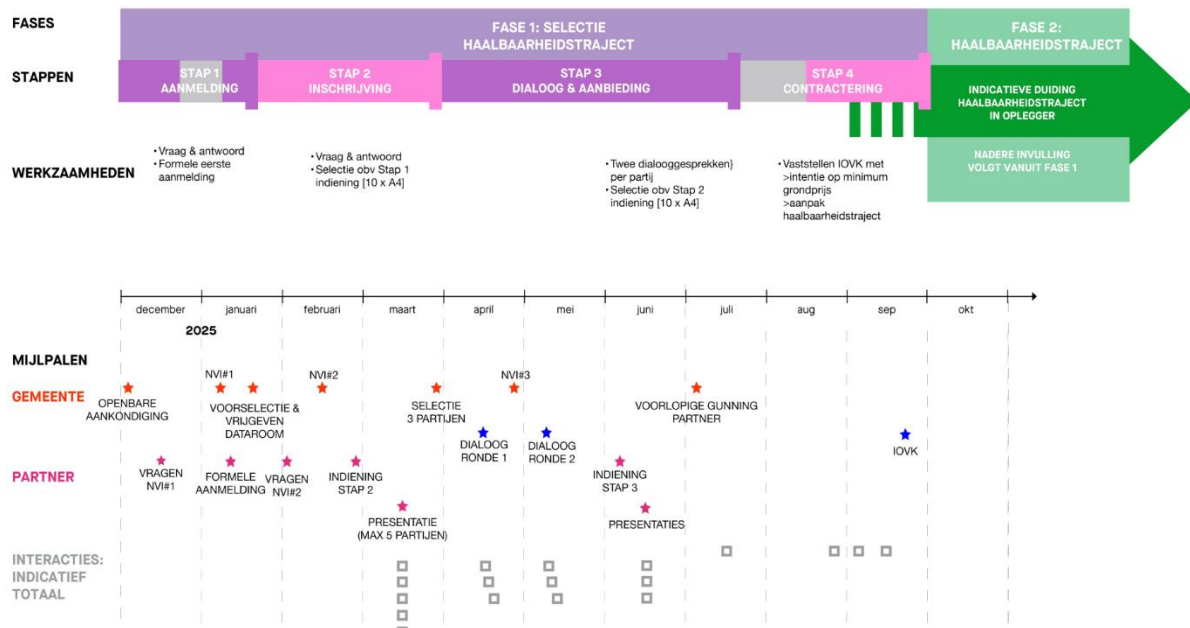 FASES
FASE 1: SELECTIE
HAALBAARHEIDSTRAJECT
FASE 2:
HAALBAARHEIDSTRAJECT
STAPPEN
STAP 1
AANMELDING
STAP 2
INSCHRIJVING
STAP 3
DIALOOG & AANBIEDING
STAP 4
CONTRACTERING
INDICATIEVE DUIDING
HAALBAARHEIDSTRAJECT
IN OPLEGGER
WERKZAAMHEDEN
• Vraag & antwoord
• Formele eerste
aanmelding
• Vraag & antwoord
• Selectie obv Stap 1
indiening [10 x A4]
• Twee dialooggesprekken}
per partij
• Selectie obv Stap 2
indiening [10 x A4]
• Vaststellen IOVK met
>intentie op minimum
grondprijs
>aanpak
haalbaarheidstraject
NADERE INVULLING
VOLGT VANUIT FASE 1
december
januari
februari
maart
april
mei
juni
juli
aug
sep
okt
2025
MIJLPALEN
GEMEENTE
OPENBARE
AANKONDIGING
NVI#1
VOORSELECTIE &
VRIJGEVEN
DATAROOM
NVI#2
SELECTIE
3 PARTIJEN
NVI#3
VOORLOPIGE GUNNING
PARTNER
DIALOOG
RONDE 1
DIALOOG
RONDE 2
IOVK
PARTNER
VRAGEN
NVI#1
FORMELE
AANMELDING
VRAGEN
NVI#2
INDIENING
STAP 2
INDIENING
STAP 3
PRESENTATIE
(MAX 5 PARTIJEN)
PRESENTATIES
INTERACTIES:
INDICATIEF
TOTAAL